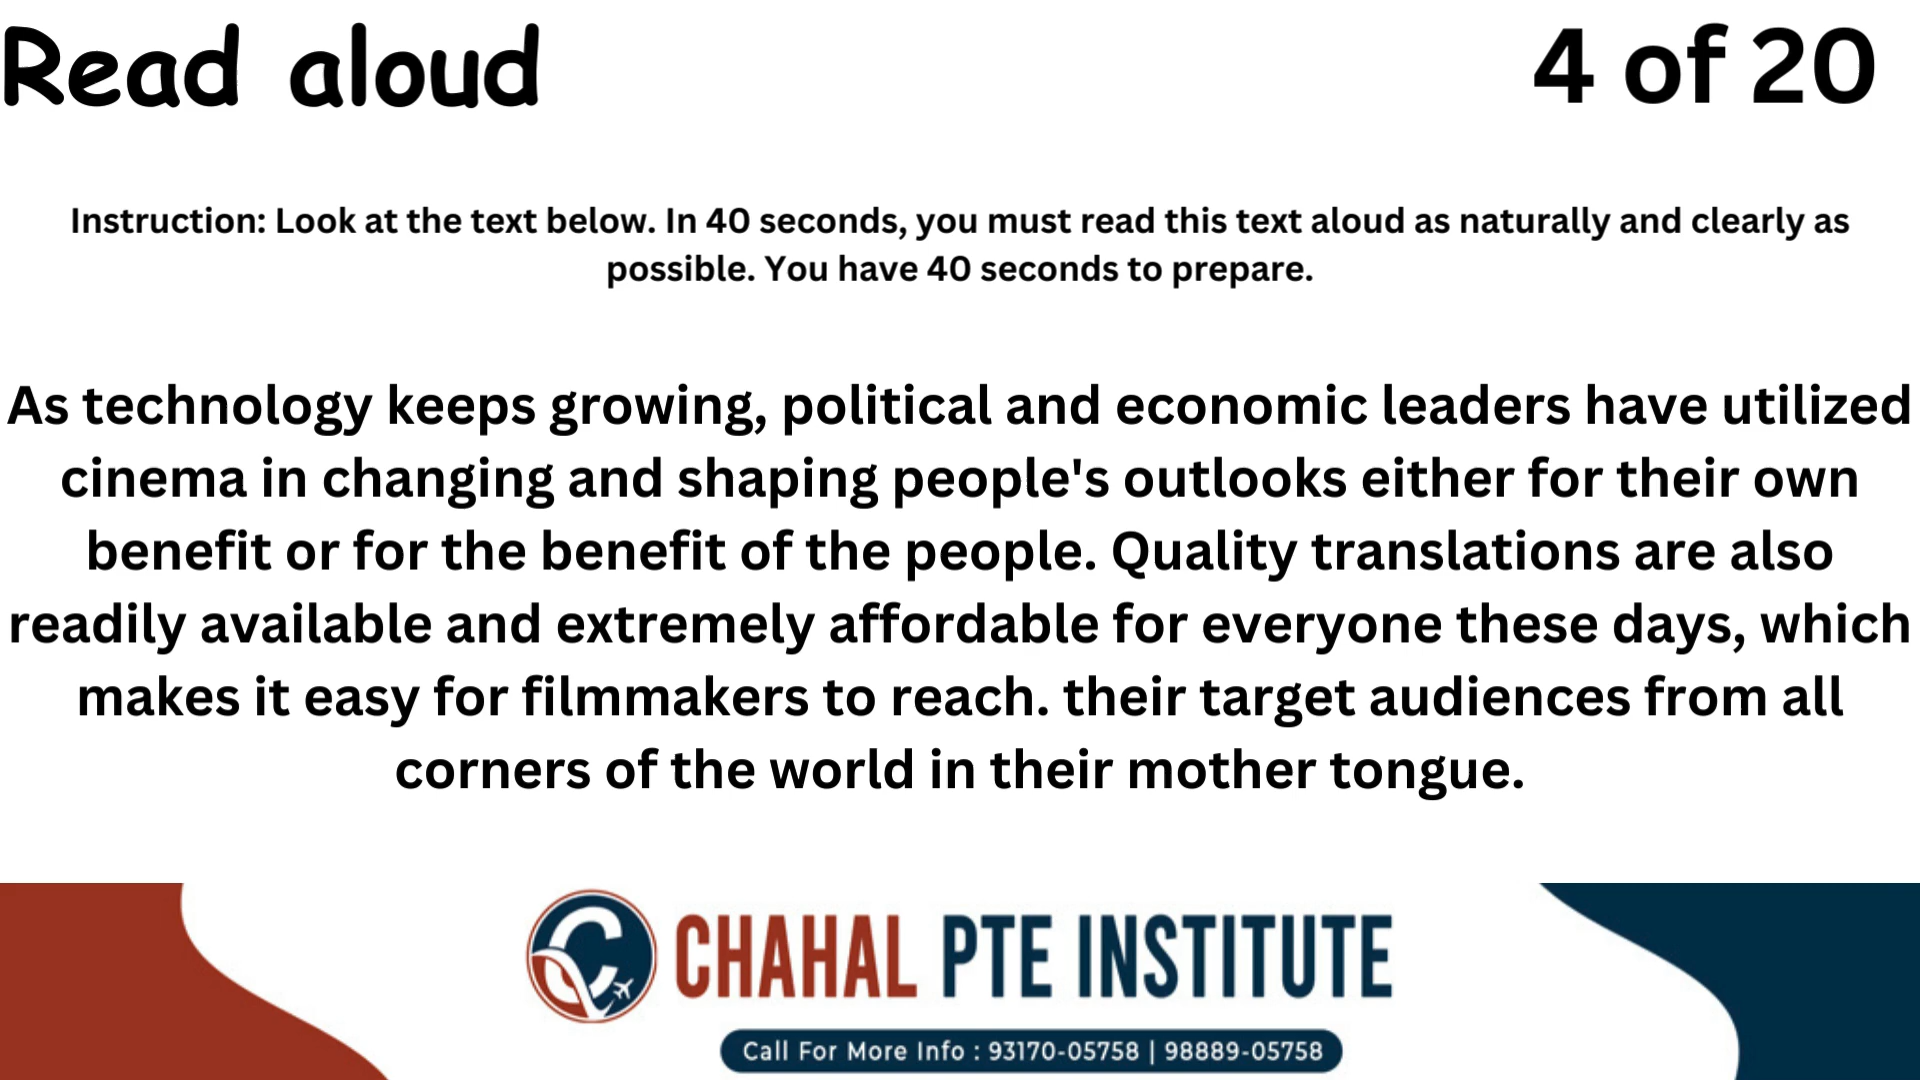 Read aloud
4 of 20
Instruction: Look at the text below. In 40 seconds, you must read this text aloud as naturally and clearly as
possible. You have 40 seconds to prepare.
As technology keeps growing, political and economic leaders have utilized
cinema in changing and shaping people's outlooks either for their own
benefit or for the benefit of the people. Quality translations are also
readily available and extremely affordable for everyone these days, which
makes it easy for filmmakers to reach. their target audiences from all
corners of the world in their mother tongue.
CHAHAL PTE INSTITUTE
Call For More Info : 93170-05758 | 98889-05758